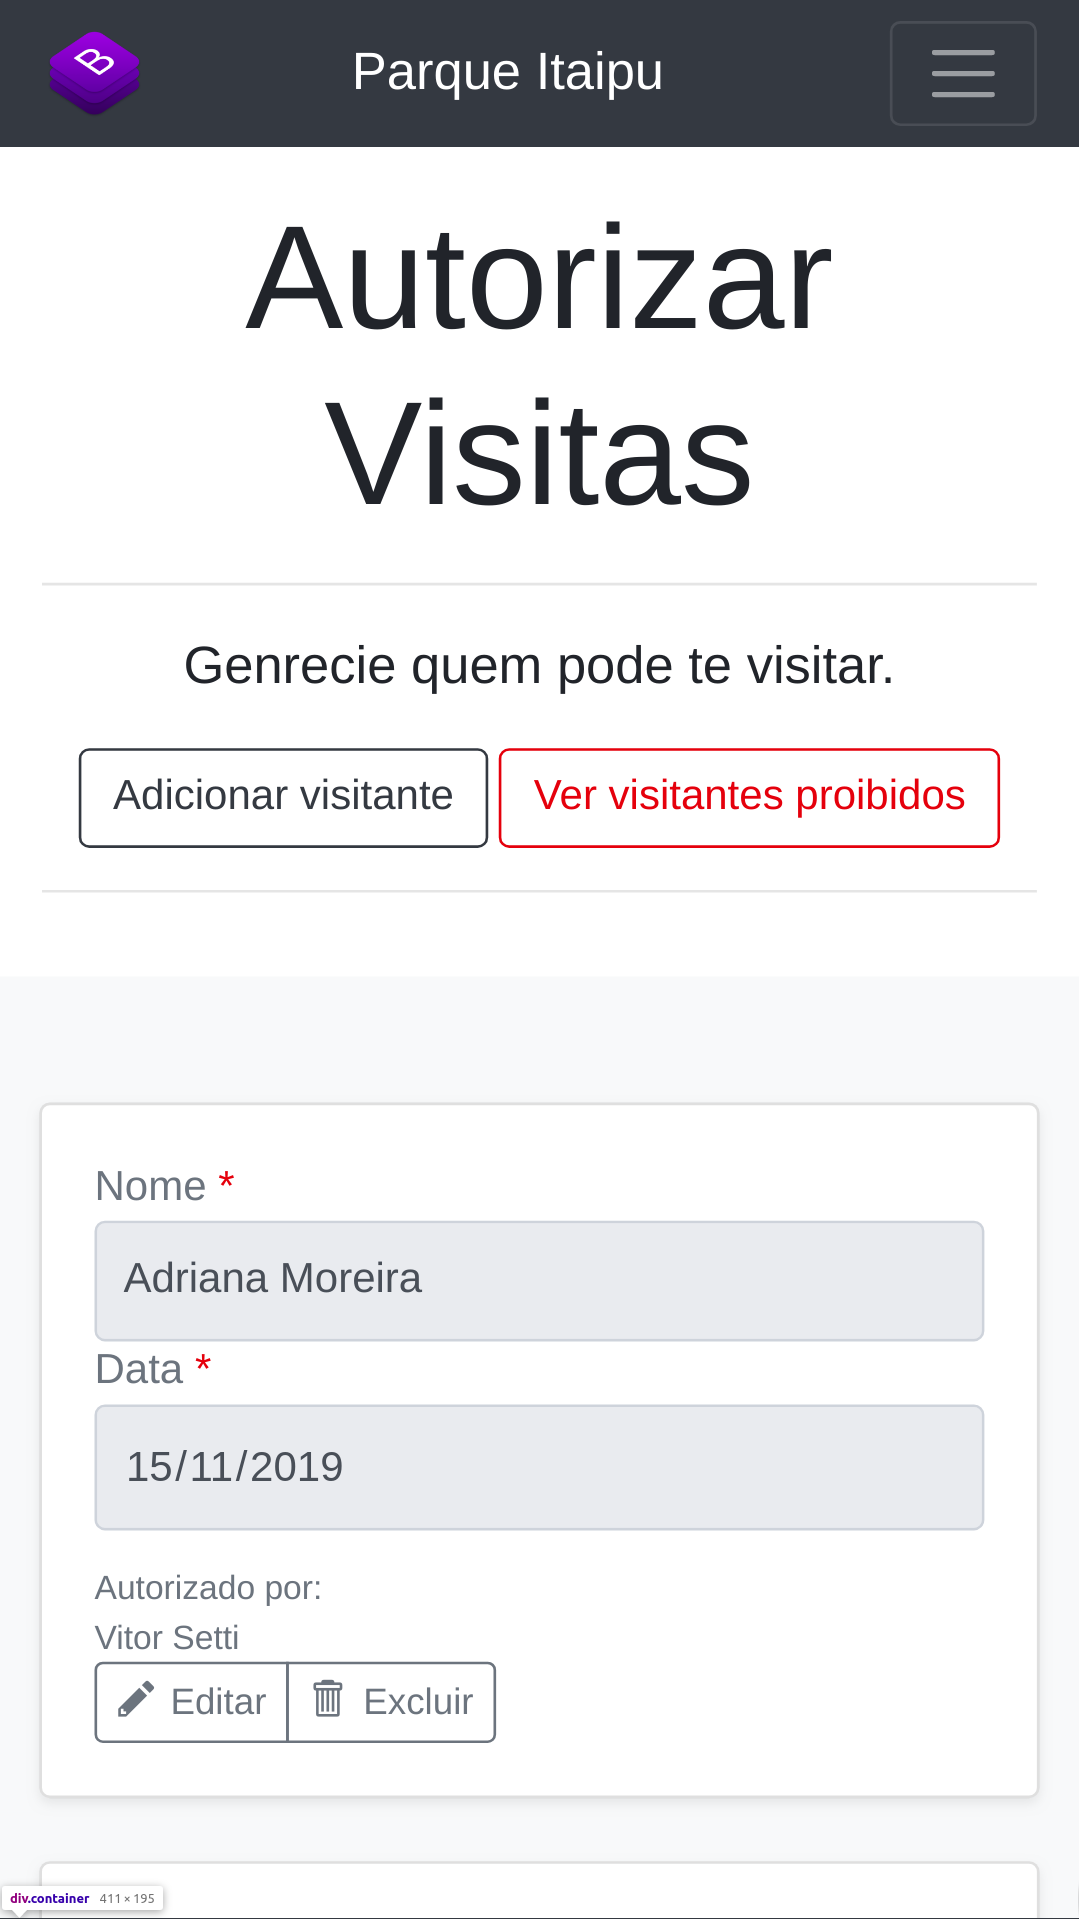 B
Parque Itaipu
Autorizar
Visitas
Genrecie quem pode te visitar.
Adicionar visitante
Ver visitantes proibidos
Nome *
Adriana Moreira
Data *
15/11/2019
Autorizado por:
Vitor Setti
Editar
Excluir
div.container 411 × 195